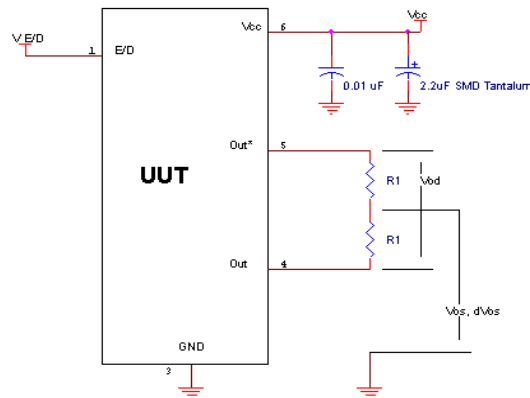 Vcc
6
Vcc
V E/D
1
E/D
0.01 uF
2.2uF SMD Tantalum
Out*
5
UUT
R1
Vod
R1
Out
4
Vos, dVos
GND
3